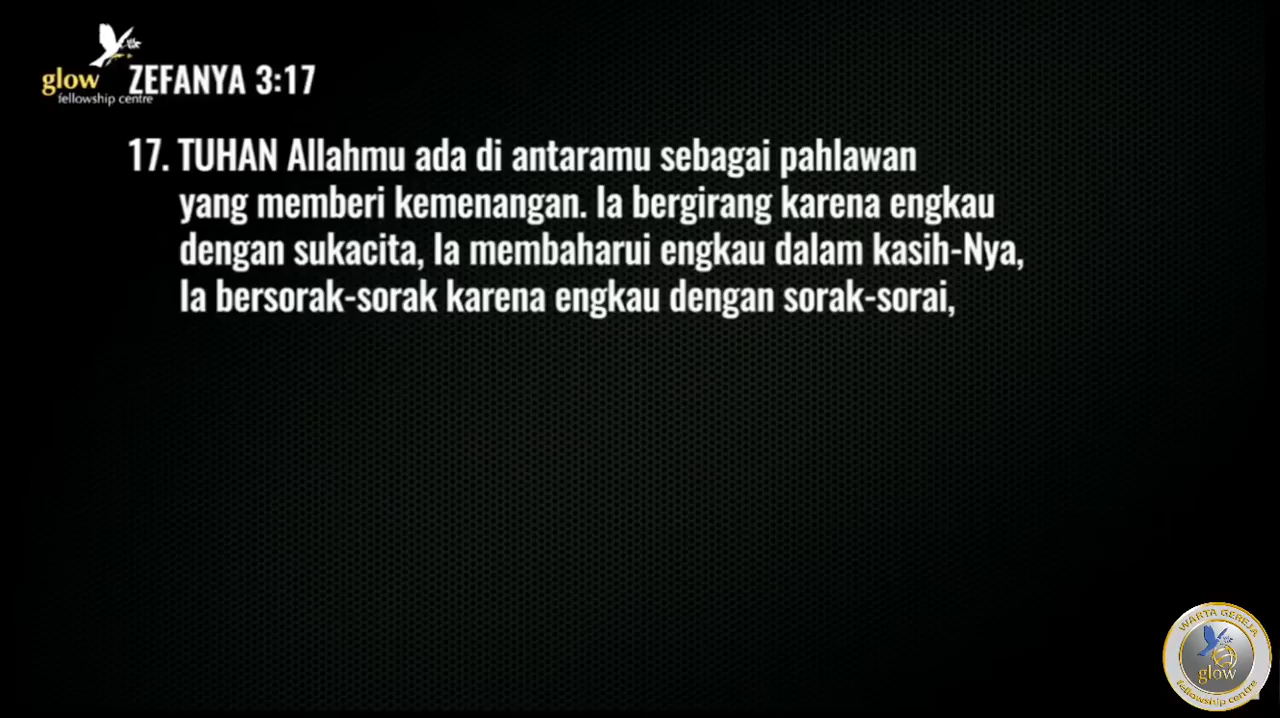 glow
fellowship centre
ZEFANYA 3:17
17. TUHAN Allahmu ada di antaramu sebagai pahlawan
yang memberi kemenangan. Ia bergirang karena engkau
dengan sukacita, Ia membaharui engkau dalam kasih-Nya,
Ia bersorak-sorak karena engkau dengan sorak-sorai,
WARTA GEREJA
glow
fellowship centre